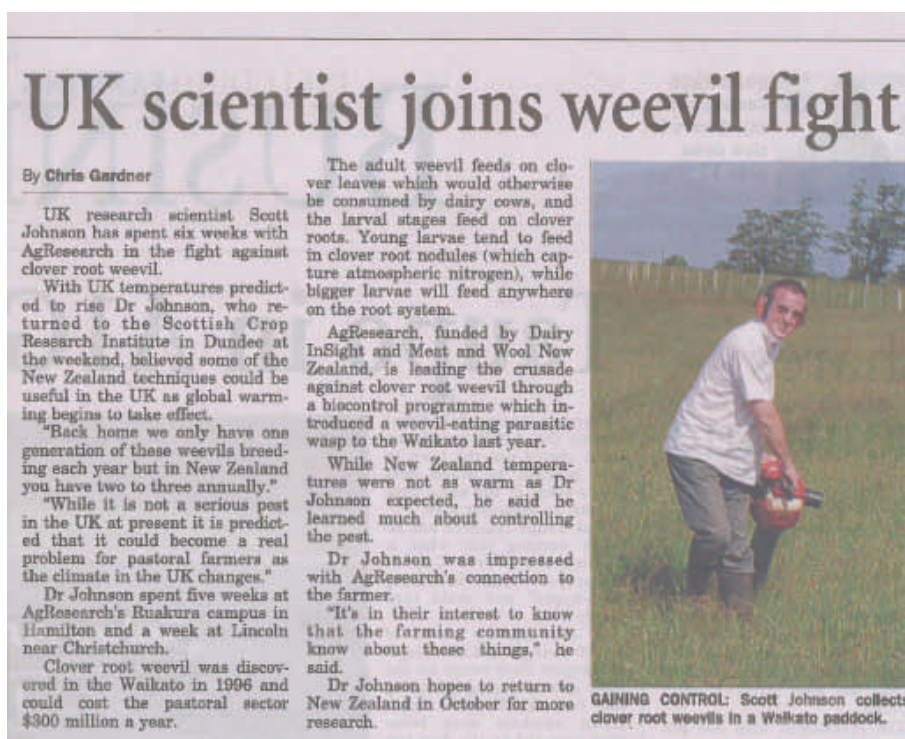 UK scientist joins weevil fight
By Chris Gardner
UK research scientist Scott
Johnson has spent six weeks with
AgResearch in the fight against
clover root weevil.
With UK temperatures predict-
ed to rise Dr Johnson, who re-
turned to the Scottish Crop
Research Institute in Dundee at
the weekend, believed some of the
New Zealand techniques could be
useful in the UK as global warm-
ing begins to take effect.
"Back home we only have one
generation of these weevils breed-
ing each year but in New Zealand
you have two to three annually."
"While it is not a serious pest
in the UK at present it is predict-
ed that it could become a real
problem for pastoral farmers as
the climate in the UK changes."
Dr Johnson spent five weeks at
AgResearch's Ruakura campus in
Hamilton and a week at Lincoln
near Christchurch.
Clover root weevil was discov-
ered in the Waikato in 1996 and
could cost the pastoral sector
$300 million a year.
The adult weevil feeds on clo-
ver leaves which would otherwise
be consumed by dairy cows, and
the larval stages feed on clover
roots. Young larvae tend to feed
in clover root nodules (which cap-
ture atmospheric nitrogen), while
bigger larvae will feed anywhere
on the root system.
AgResearch, funded by Dairy
InSight and Meat and Wool New
Zealand, is leading the crusade
against clover root weevil through
a biocontrol programme which in-
troduced a weevil-eating parasitic
wasp to the Waikato last year.
While New Zealand tempera-
tures were not as warm as Dr
Johnson expected, he said he
learned much about controlling
the pest.
Dr Johnson was impressed
with AgResearch's connection to
the farmer.
"It's in their interest to know
that the farming community
know about these things," he
said.
Dr Johnson hopes to return to
New Zealand in October for more
research.
GAINING CONTROL: Scott Johnson collects
clover root weevils in a Waikato paddock.